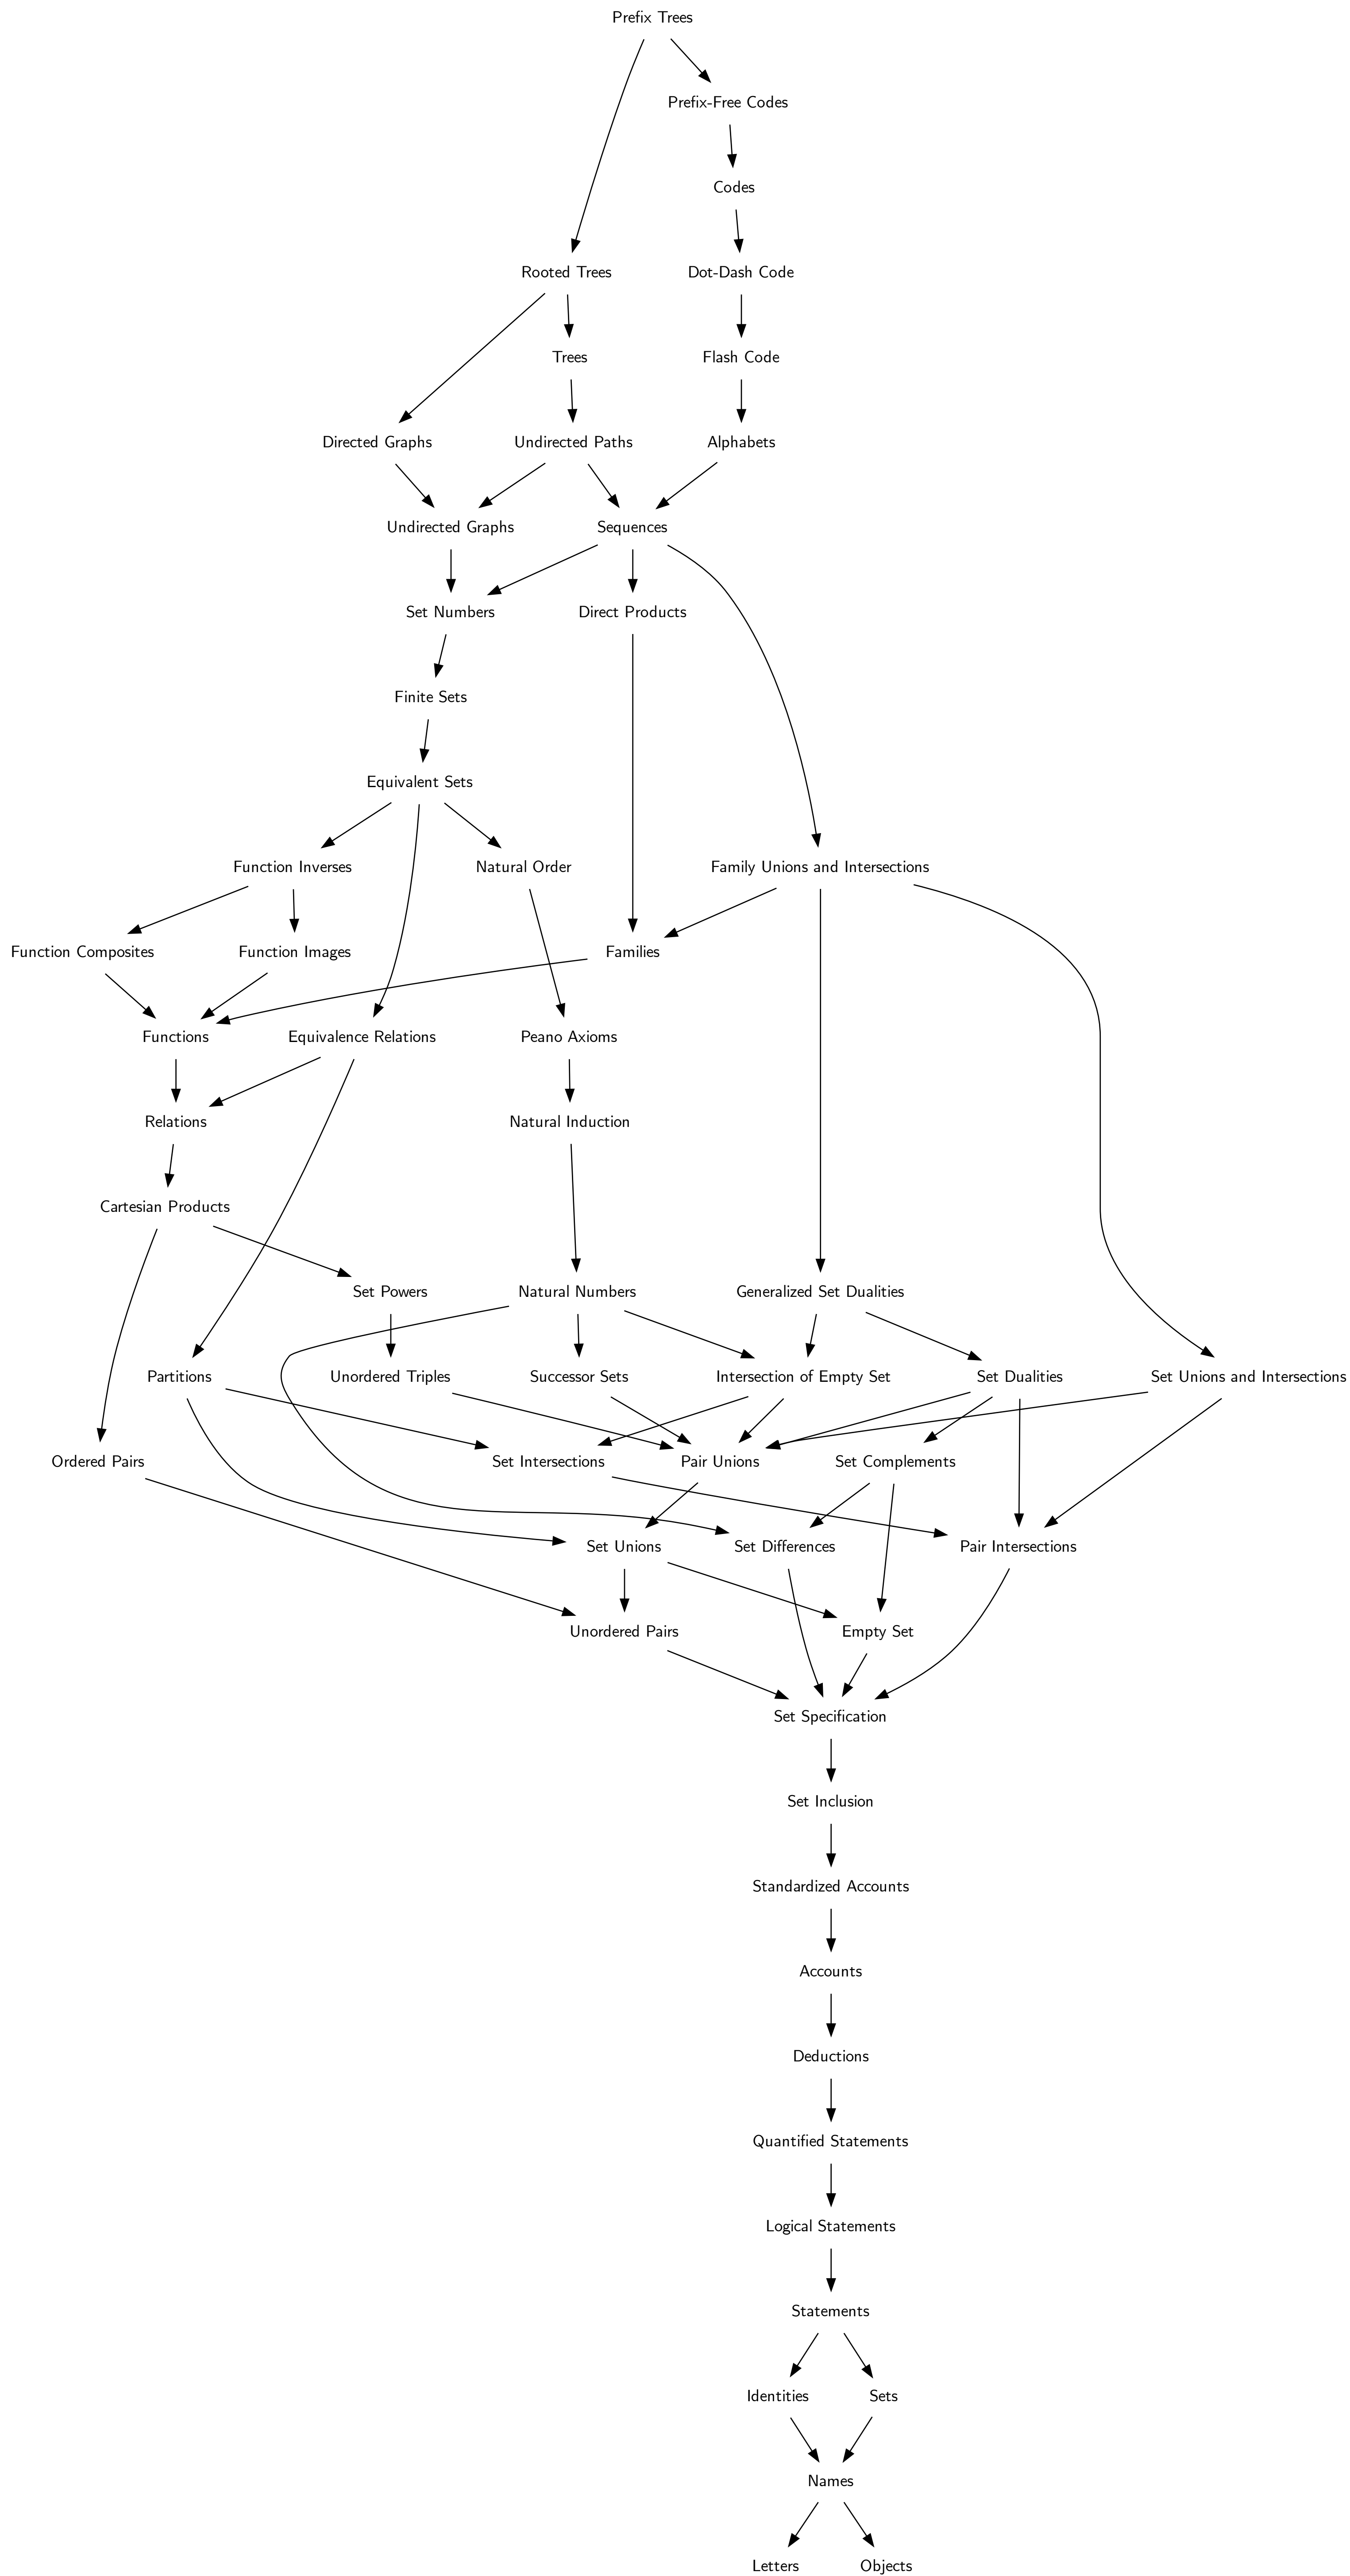 Prefix Trees
Prefix-Free Codes
Codes
Rooted Trees
Dot-Dash Code
Trees
Flash Code
Directed Graphs
Undirected Paths
Alphabets
Undirected Graphs
Sequences
Set Numbers
Direct Products
Finite Sets
Equivalent Sets
Function Inverses
Natural Order
Family Unions and Intersections
Function Composites
Function Images
Families
Functions
Equivalence Relations
Peano Axioms
Relations
Natural Induction
Cartesian Products
Set Powers
Natural Numbers
Generalized Set Dualities
Partitions
Unordered Triples
Successor Sets
Intersection of Empty Set
Set Dualities
Set Unions and Intersections
Ordered Pairs
Set Intersections
Pair Unions
Set Complements
Set Unions
Set Differences
Pair Intersections
Unordered Pairs
Empty Set
Set Specification
Set Inclusion
Standardized Accounts
Accounts
Deductions
Quantified Statements
Logical Statements
Statements
Identities
Sets
Names
Letters
Objects